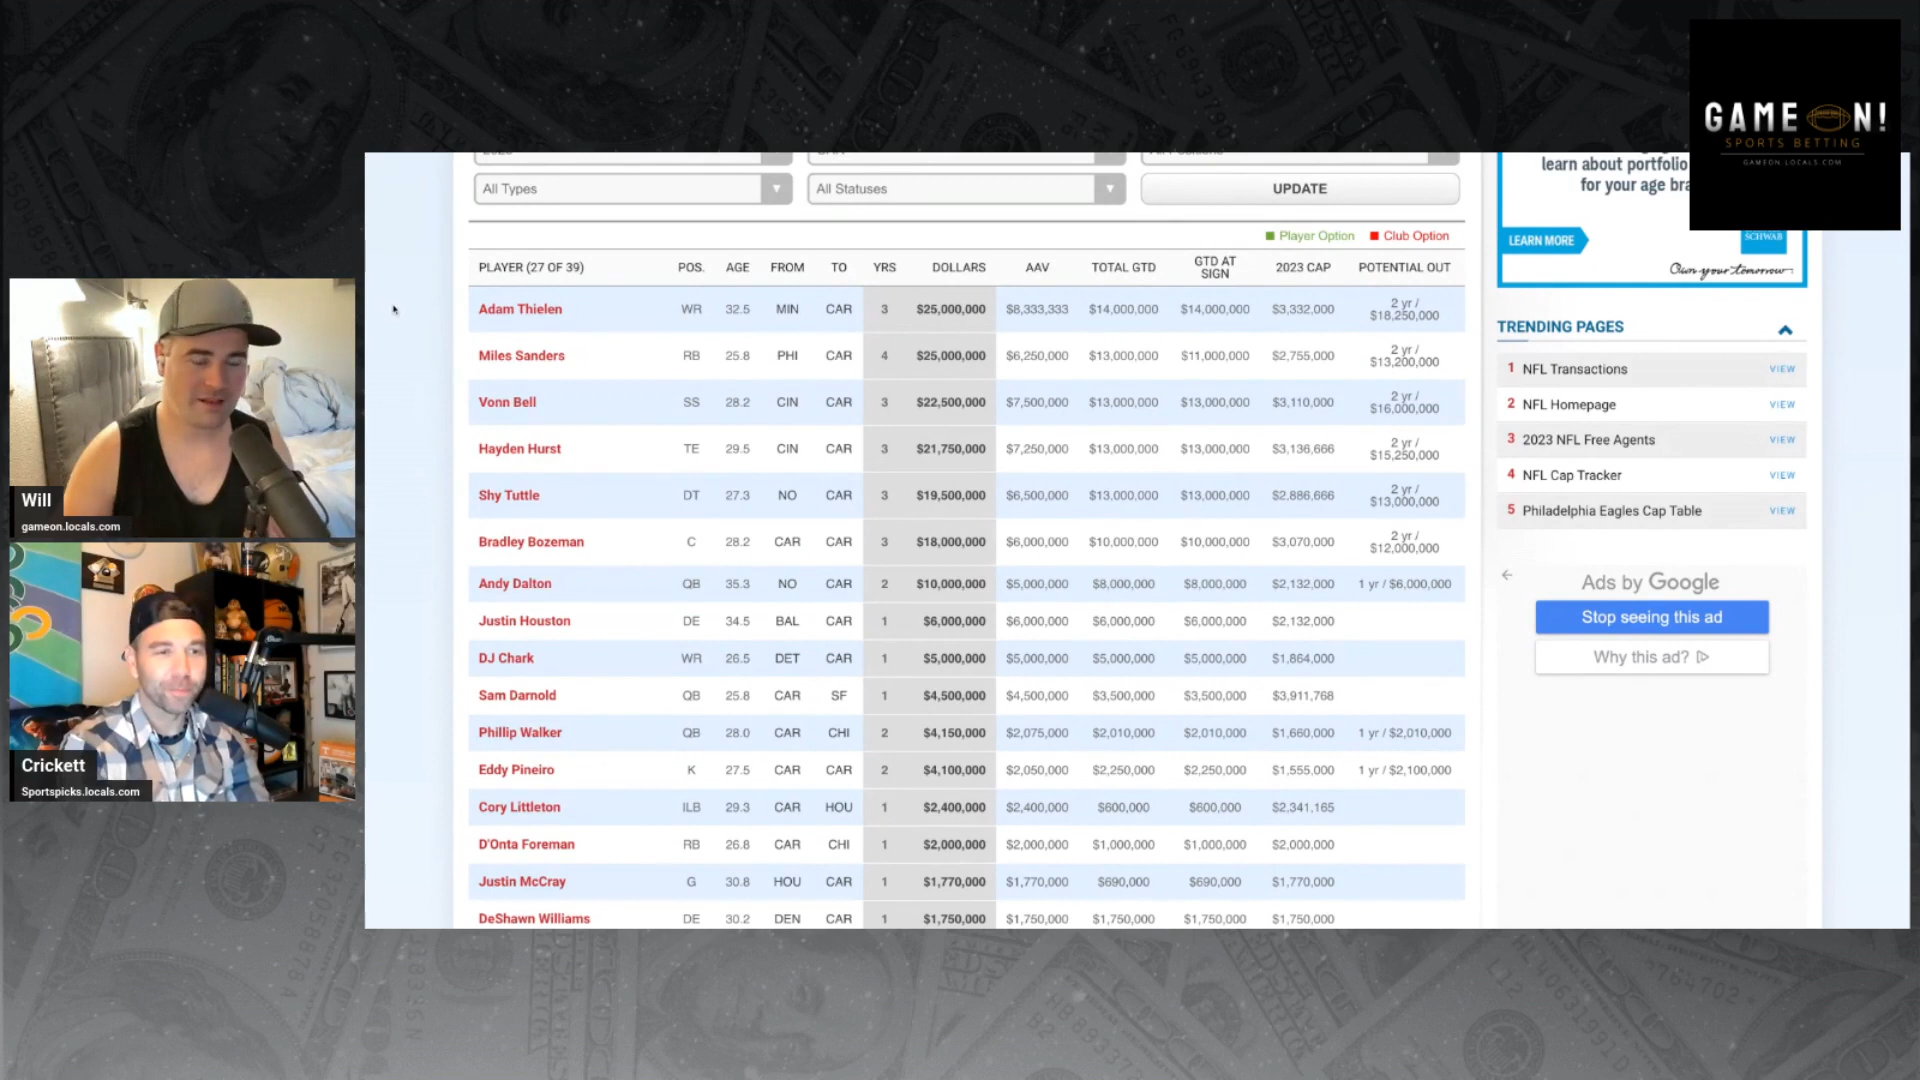 GAME ON!
SPORTS BETTING
GAMEON.LOCALS.COM
All Types
All Statuses
UPDATE
Player Option Club Option
PLAYER (27 OF 39) POS. AGE FROM TO YRS DOLLARS AAV TOTAL GTD GTD AT SIGN 2023 CAP POTENTIAL OUT
Adam Thielen WR 32.5 MIN CAR 3 $25,000,000 $8,333,333 $14,000,000 $14,000,000 $3,332,000 2 yr / $18,250,000
Miles Sanders RB 25.8 PHI CAR 4 $25,000,000 $6,250,000 $13,000,000 $11,000,000 $2,755,000 2 yr / $13,200,000
Vonn Bell SS 28.2 CIN CAR 3 $22,500,000 $7,500,000 $13,000,000 $13,000,000 $3,110,000 2 yr / $16,000,000
Hayden Hurst TE 29.5 CIN CAR 3 $21,750,000 $7,250,000 $13,000,000 $13,000,000 $3,136,666 2 yr / $15,250,000
Shy Tuttle DT 27.3 NO CAR 3 $19,500,000 $6,500,000 $13,000,000 $13,000,000 $2,886,666 2 yr / $13,000,000
Bradley Bozeman C 28.2 CAR CAR 3 $18,000,000 $6,000,000 $10,000,000 $10,000,000 $3,070,000 2 yr / $12,000,000
Andy Dalton QB 35.3 NO CAR 2 $10,000,000 $5,000,000 $8,000,000 $8,000,000 $2,132,000 1 yr / $6,000,000
Justin Houston DE 34.5 BAL CAR 1 $6,000,000 $6,000,000 $6,000,000 $6,000,000 $2,132,000
DJ Chark WR 26.5 DET CAR 1 $5,000,000 $5,000,000 $5,000,000 $5,000,000 $1,864,000
Sam Darnold QB 25.8 CAR SF 1 $4,500,000 $4,500,000 $3,500,000 $3,500,000 $3,911,768
Phillip Walker QB 28.0 CAR CHI 2 $4,150,000 $2,075,000 $2,010,000 $2,010,000 $1,660,000 1 yr / $2,010,000
Eddy Pineiro K 27.5 CAR CAR 2 $4,100,000 $2,050,000 $2,250,000 $2,250,000 $1,555,000 1 yr / $2,100,000
Cory Littleton ILB 29.3 CAR HOU 1 $2,400,000 $2,400,000 $600,000 $600,000 $2,341,165
D'Onta Foreman RB 26.8 CAR CHI 1 $2,000,000 $2,000,000 $1,000,000 $1,000,000 $2,000,000
Justin McCray G 30.8 HOU CAR 1 $1,770,000 $1,770,000 $690,000 $690,000 $1,770,000
DeShawn Williams DE 30.2 DEN CAR 1 $1,750,000 $1,750,000 $1,750,000 $1,750,000 $1,750,000
learn about portfolio
for your age
LEARN MORE
SCHWAB
Own your tomorrow
TRENDING PAGES
1 NFL Transactions VIEW
2 NFL Homepage VIEW
3 2023 NFL Free Agents VIEW
4 NFL Cap Tracker VIEW
5 Philadelphia Eagles Cap Table VIEW
Ads by Google
Stop seeing this ad
Why this ad?
Will
gameon.locals.com
Crickett
Sportspicks.locals.com